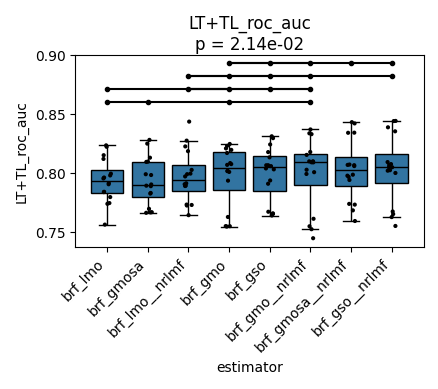 LT+TL_roc_auc
p = 2.14e-02
LT+TL_roc_auc
0.90
0.85
0.80
0.75
brf_lmo
brf_gmosa
brf_lmo__nrlmf
brf_gmo
brf_gso
brf_gmo__nrlmf
brf_gmosa__nrlmf
brf_gso__nrlmf
estimator